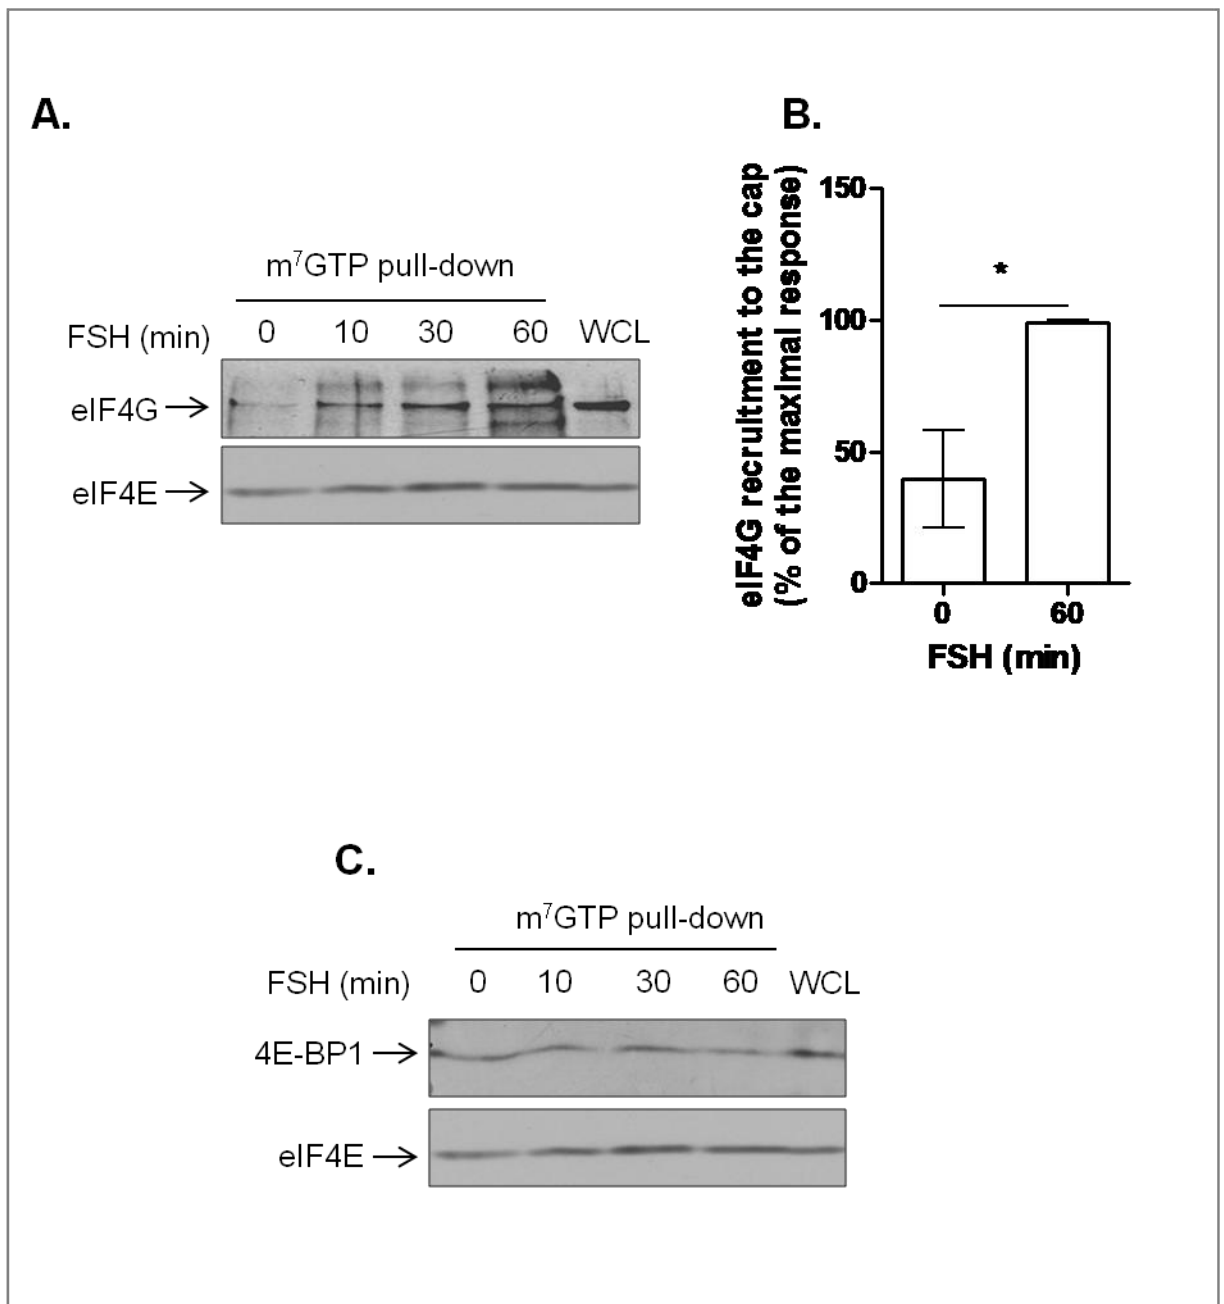 A.
m⁷GTP pull-down
FSH (min) 0 10 30 60 WCL
eIF4G
eIF4E
B.
eIF4G recruitment to the cap
(% of the maximal response)
150
100
50
0
*
0 60
FSH (min)
C.
m⁷GTP pull-down
FSH (min) 0 10 30 60 WCL
4E-BP1
eIF4E